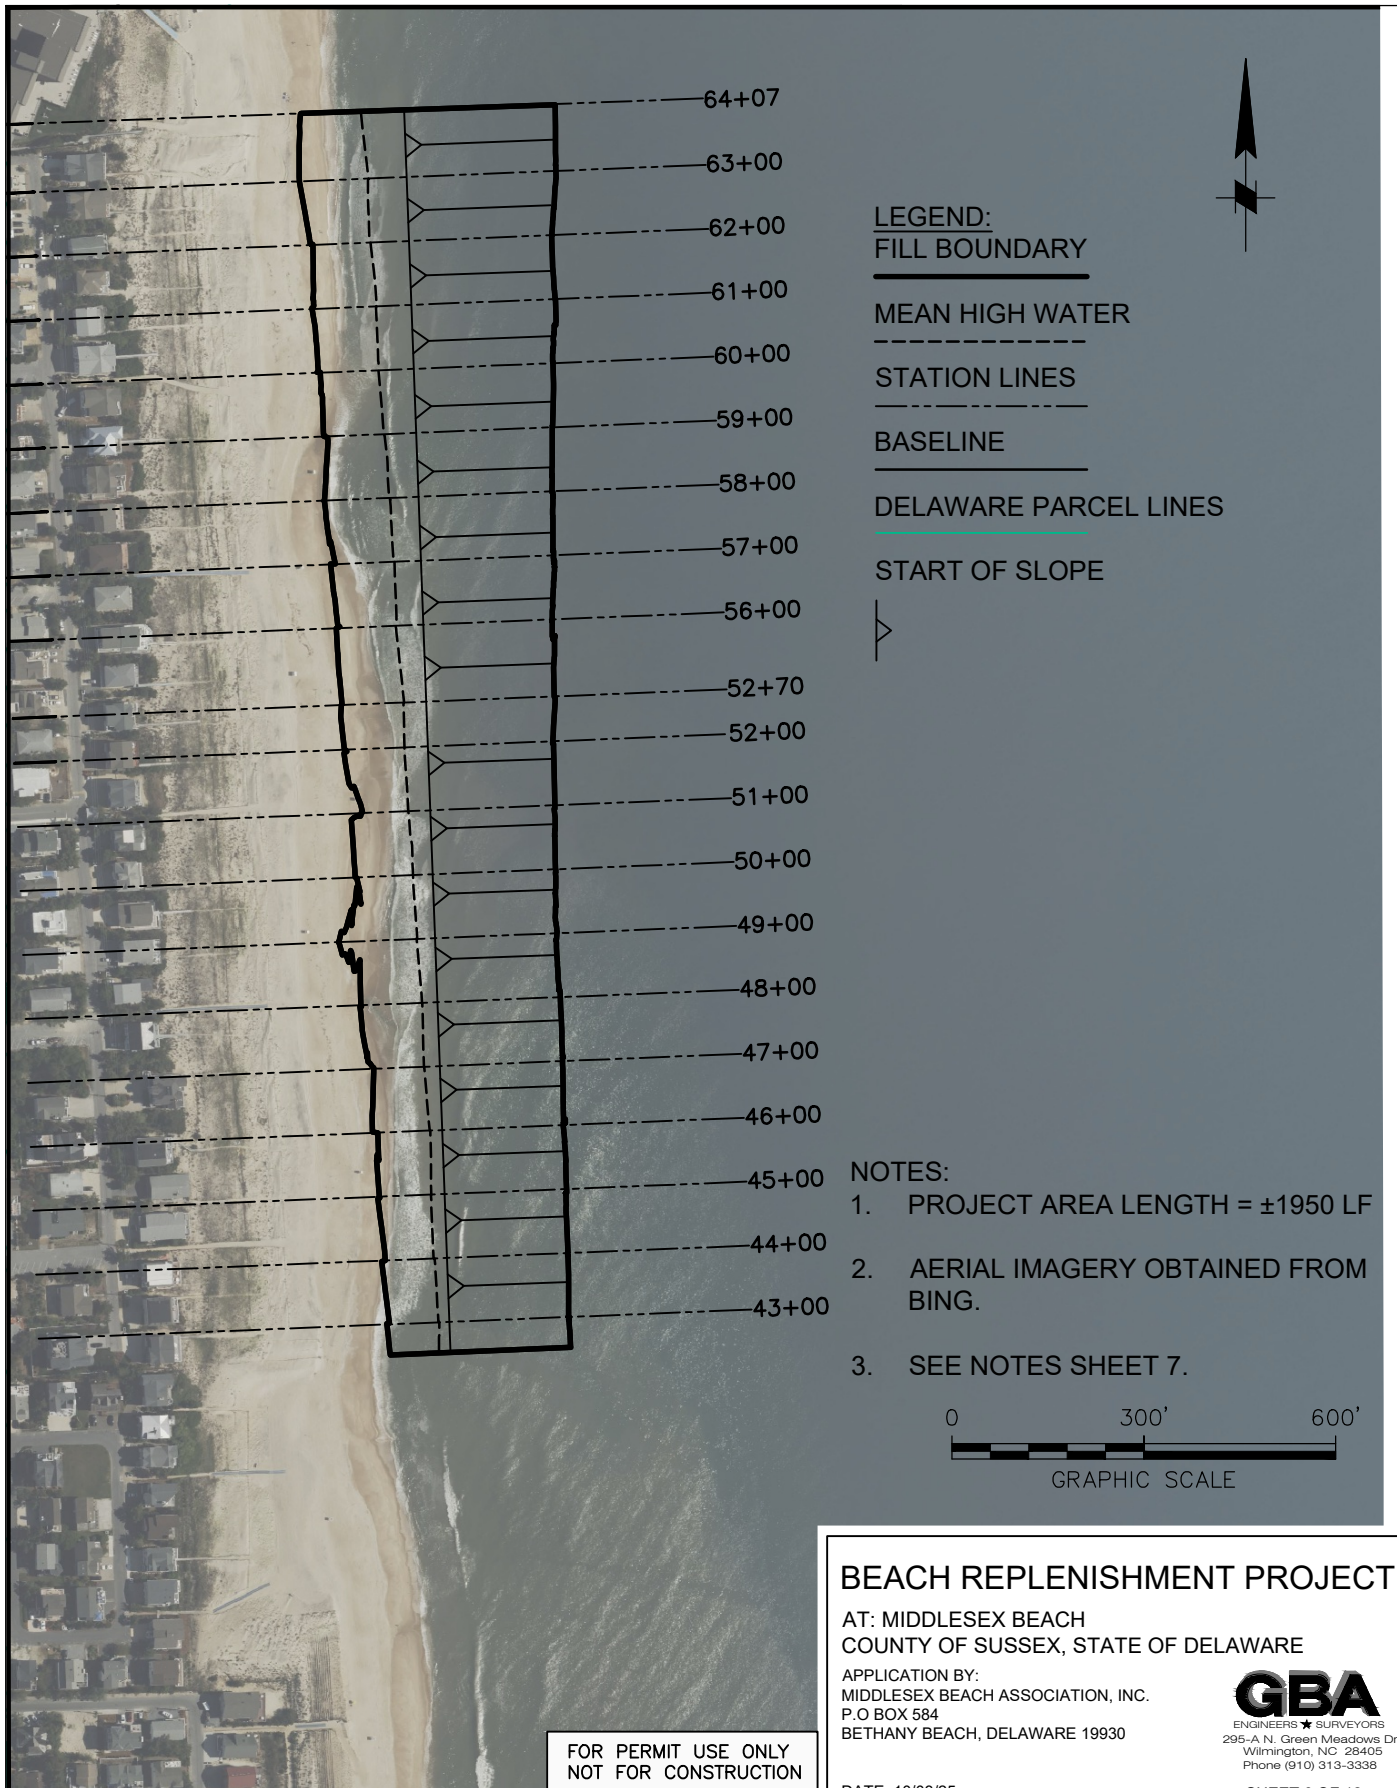 64+07
63+00
62+00
61+00
60+00
59+00
58+00
57+00
56+00
52+70
52+00
51+00
50+00
49+00
48+00
47+00
46+00
45+00
44+00
43+00
LEGEND:
FILL BOUNDARY
MEAN HIGH WATER
STATION LINES
BASELINE
DELAWARE PARCEL LINES
START OF SLOPE
NOTES:
1. PROJECT AREA LENGTH = ±1950 LF
2. AERIAL IMAGERY OBTAINED FROM
BING.
3. SEE NOTES SHEET 7.
0 300' 600'
GRAPHIC SCALE
FOR PERMIT USE ONLY
NOT FOR CONSTRUCTION
BEACH REPLENISHMENT PROJECT
AT: MIDDLESEX BEACH
COUNTY OF SUSSEX, STATE OF DELAWARE
APPLICATION BY:
MIDDLESEX BEACH ASSOCIATION, INC.
P.O BOX 584
BETHANY BEACH, DELAWARE 19930
GBA
ENGINEERS ★ SURVEYORS
295-A N. Green Meadows Dr
Wilmington, NC 28405
Phone (910) 313-3338